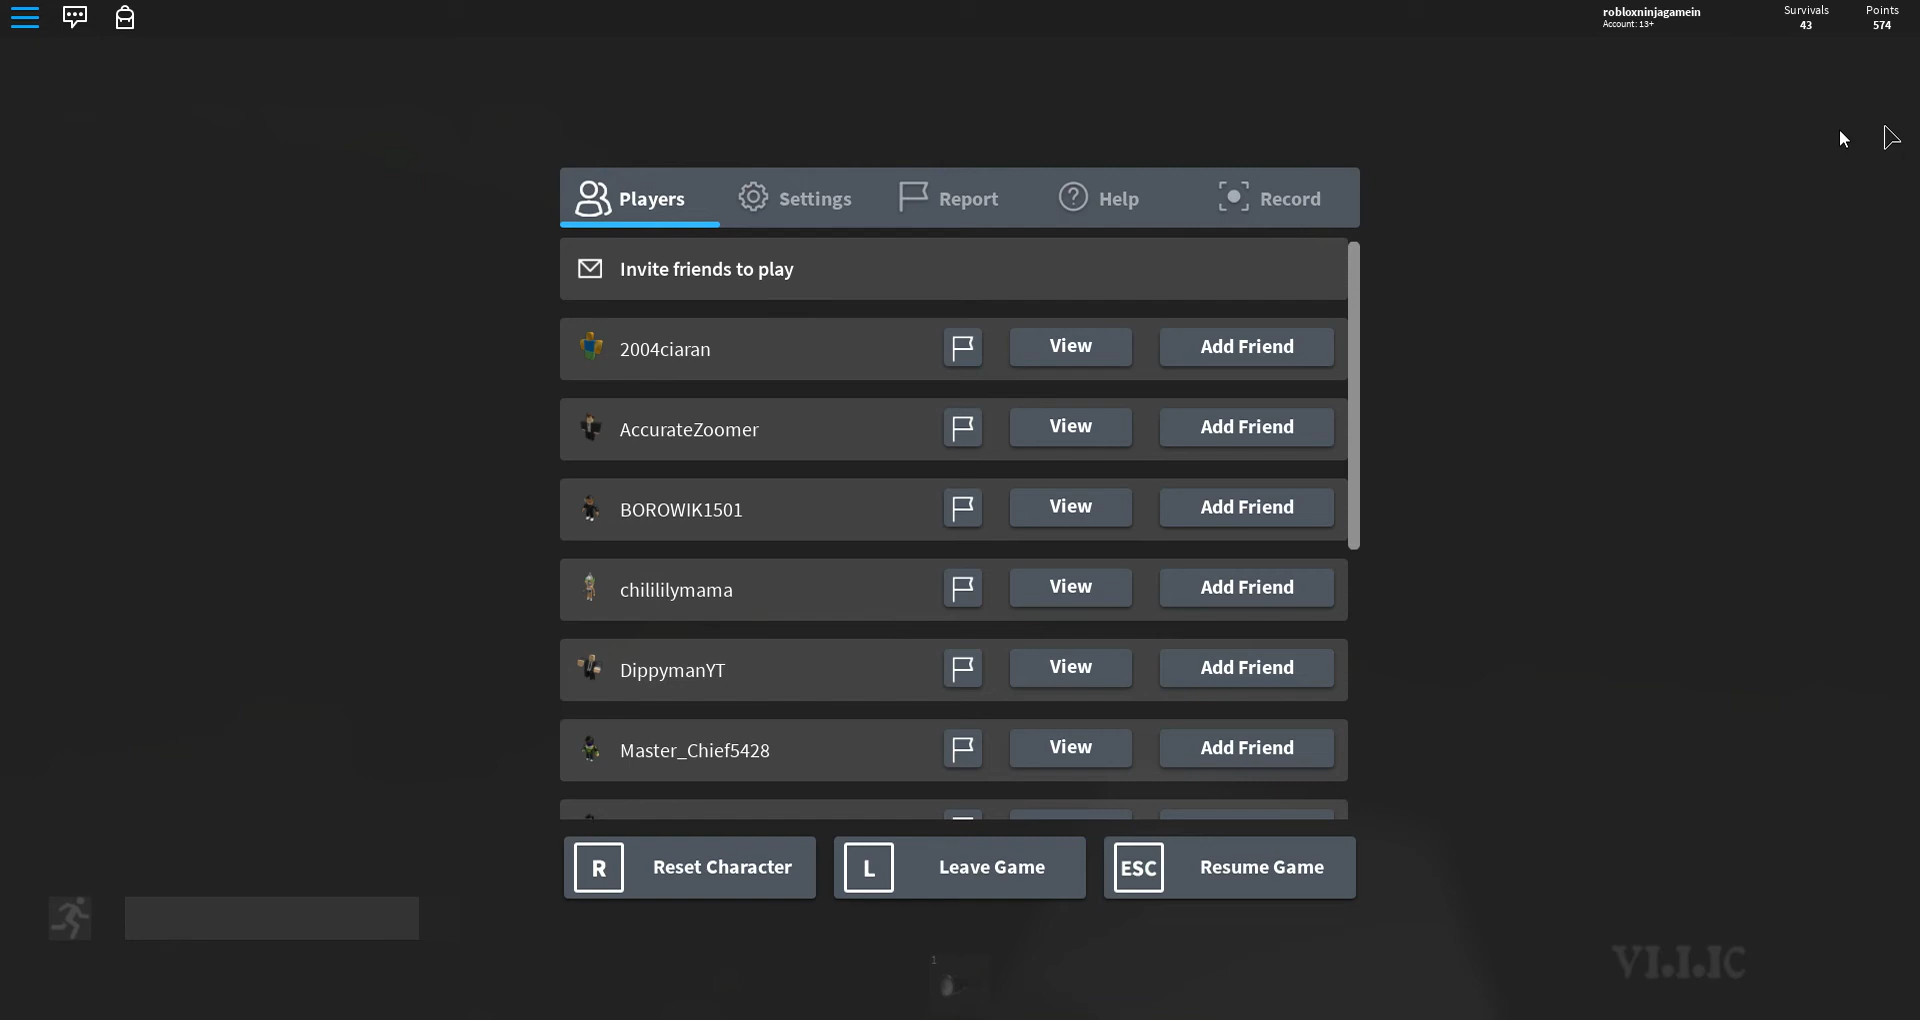 robloxninjagamein
Account: 13+
Survivals
43
Points
574
Players
Settings
Report
Help
Record
Invite friends to play
2004ciaran
View
Add Friend
AccurateZoomer
View
Add Friend
BOROWIK1501
View
Add Friend
chilililymama
View
Add Friend
DippymanYT
View
Add Friend
Master_Chief5428
View
Add Friend
R
Reset Character
L
Leave Game
ESC
Resume Game
1
VI.I.IC